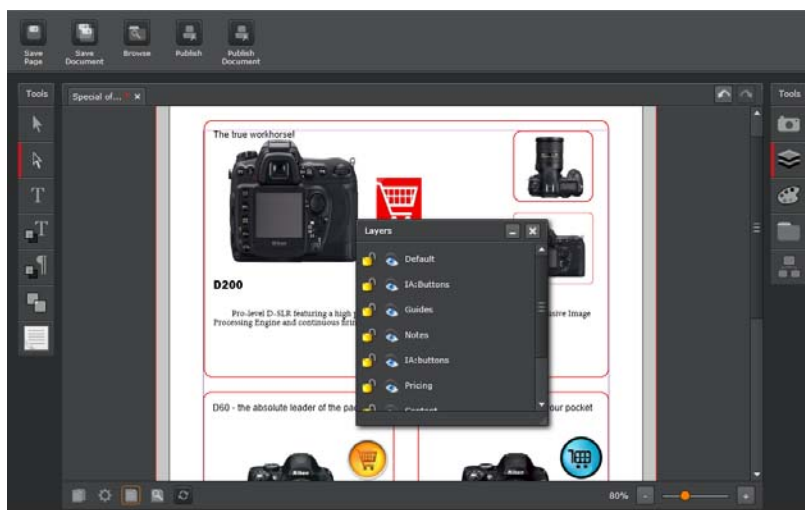 Save
Page
Save
Document
Browse
Publish
Publish
Document
Tools
Special of...* x
Tools
The true workhorse!
D200
Pro-level D-SLR featuring a high
Processing Engine and continuous
sive Image
Layers
Default
IA:Buttons
Guides
Notes
IA:buttons
Pricing
Content
D60 - the absolute leader of the pa
our pocket
80%